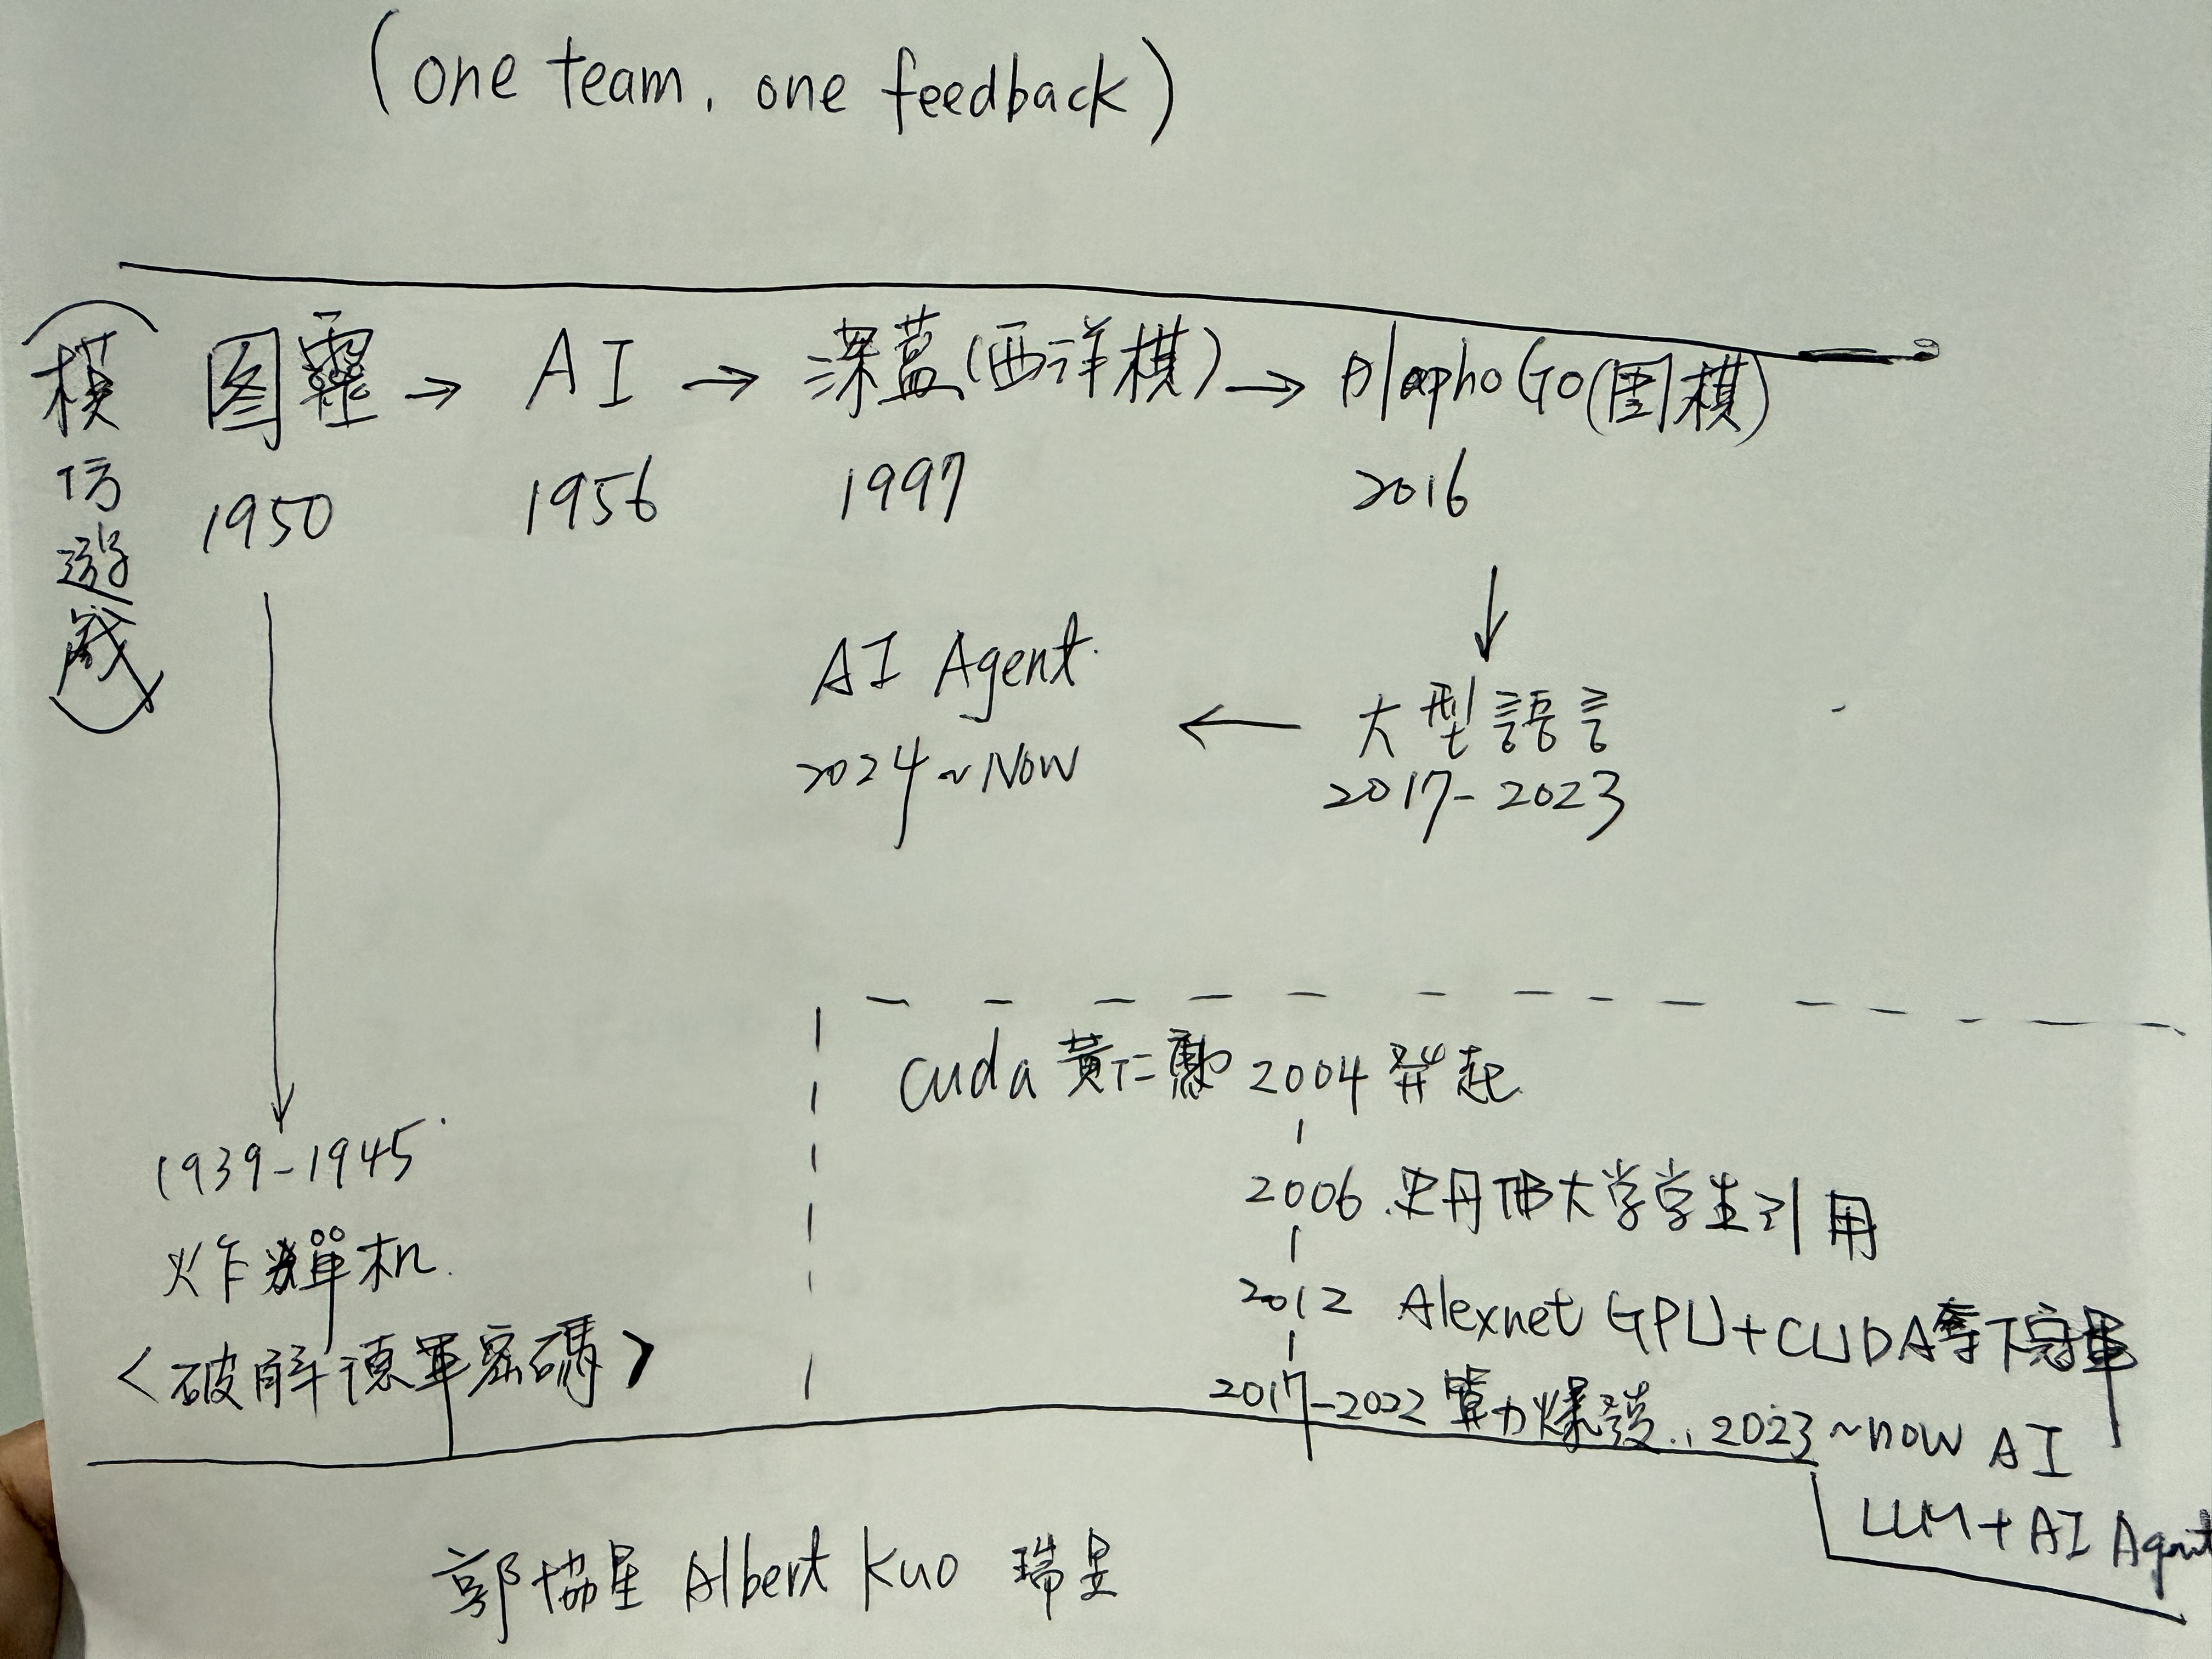 (one team, one feedback)
(模仿遊戲)
图靈 → AI → 深藍(西洋棋) → AlaphoGo(围棋)
1950 1956 1997 2016
AI Agent ← 大型語言
2024~Now 2017-2023
1939-1945
炸彈机
<破解德軍密碼>
cuda 黃仁勳 2004 發起
2006 史丹佛大学学生引用
2012 Alexnet GPU+CUDA奪下冠軍
2017-2022 算力爆發, 2023~now AI
LLM+AI Agent
郭協星 Albert Kuo 瑞昱